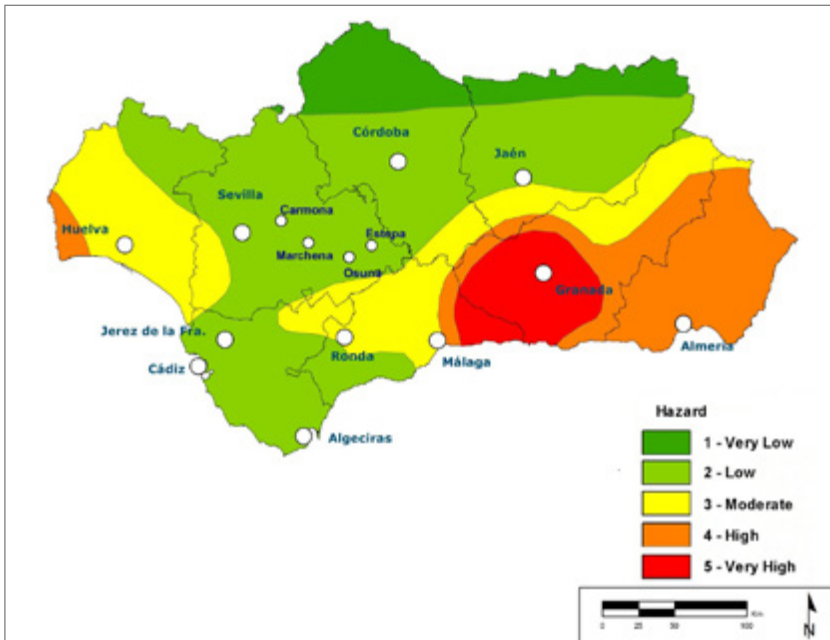 Córdoba
Jaén
Sevilla
Carmona
Huelva
Estepa
Marchena
Osuna
Granada
Jerez de la Fra.
Ronda
Málaga
Almería
Cádiz
Algeciras
Hazard
1 - Very Low
2 - Low
3 - Moderate
4 - High
5 - Very High
0 25 50 100
Km.
N